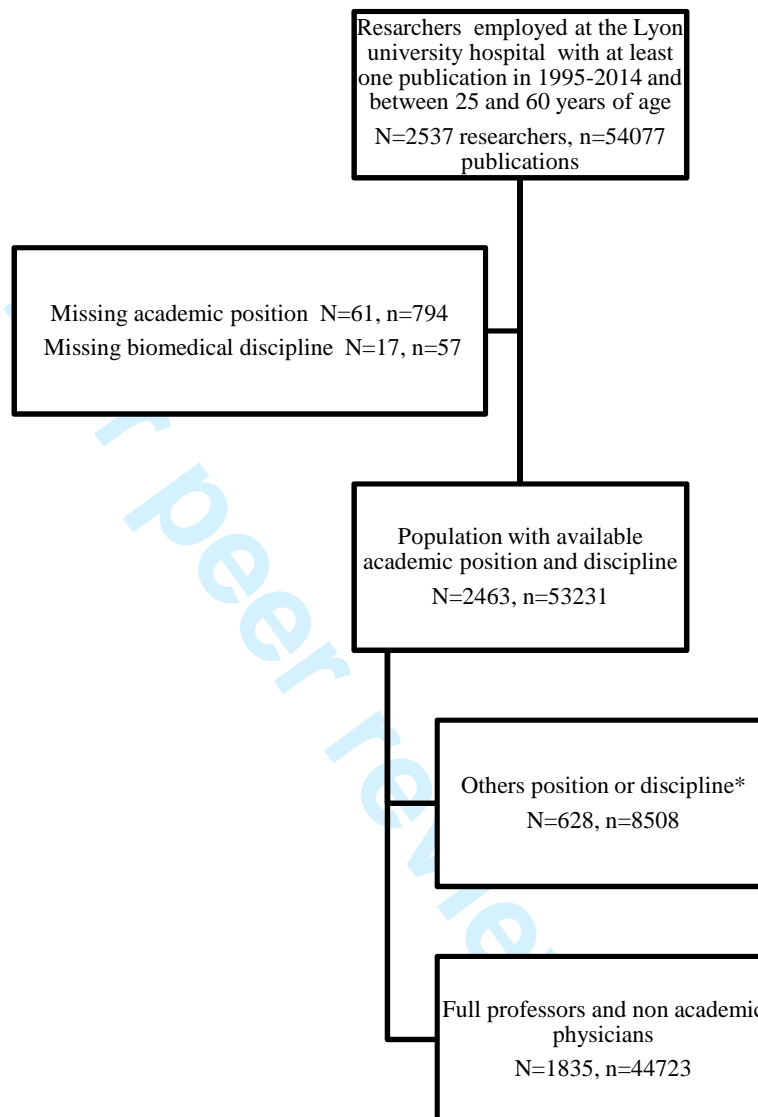 Resarchers employed at the Lyon
university hospital with at least
one publication in 1995-2014 and
between 25 and 60 years of age
N=2537 researchers, n=54077
publications
Missing academic position N=61, n=794
Missing biomedical discipline N=17, n=57
Population with available
academic position and discipline
N=2463, n=53231
Others position or discipline*
N=628, n=8508
Full professors and non academic
physicians
N=1835, n=44723
r peer review